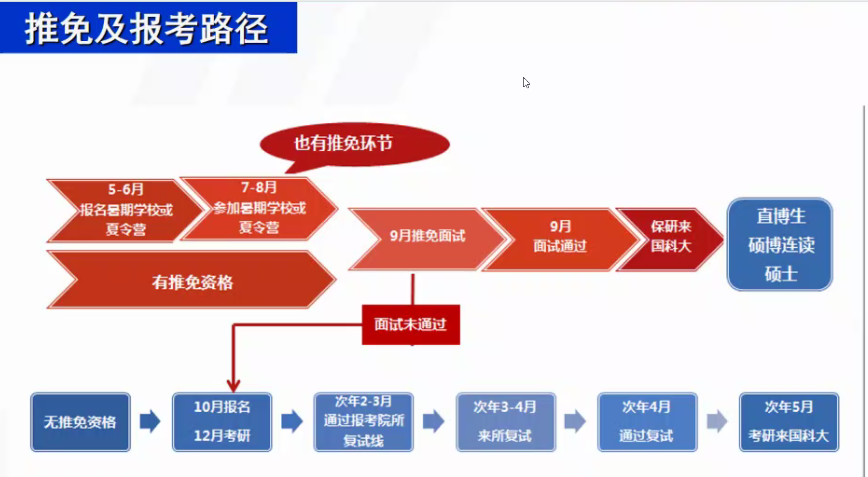 推免及报考路径
也有推免环节
5-6月
报名暑期学校或
夏令营
7-8月
参加暑期学校或
夏令营
有推免资格
9月推免面试
9月
面试通过
保研来
国科大
直博生
硕博连读
硕士
面试未通过
无推免资格
10月报名
12月考研
次年2-3月
通过报考院所
复试线
次年3-4月
来所复试
次年4月
通过复试
次年5月
考研来国科大